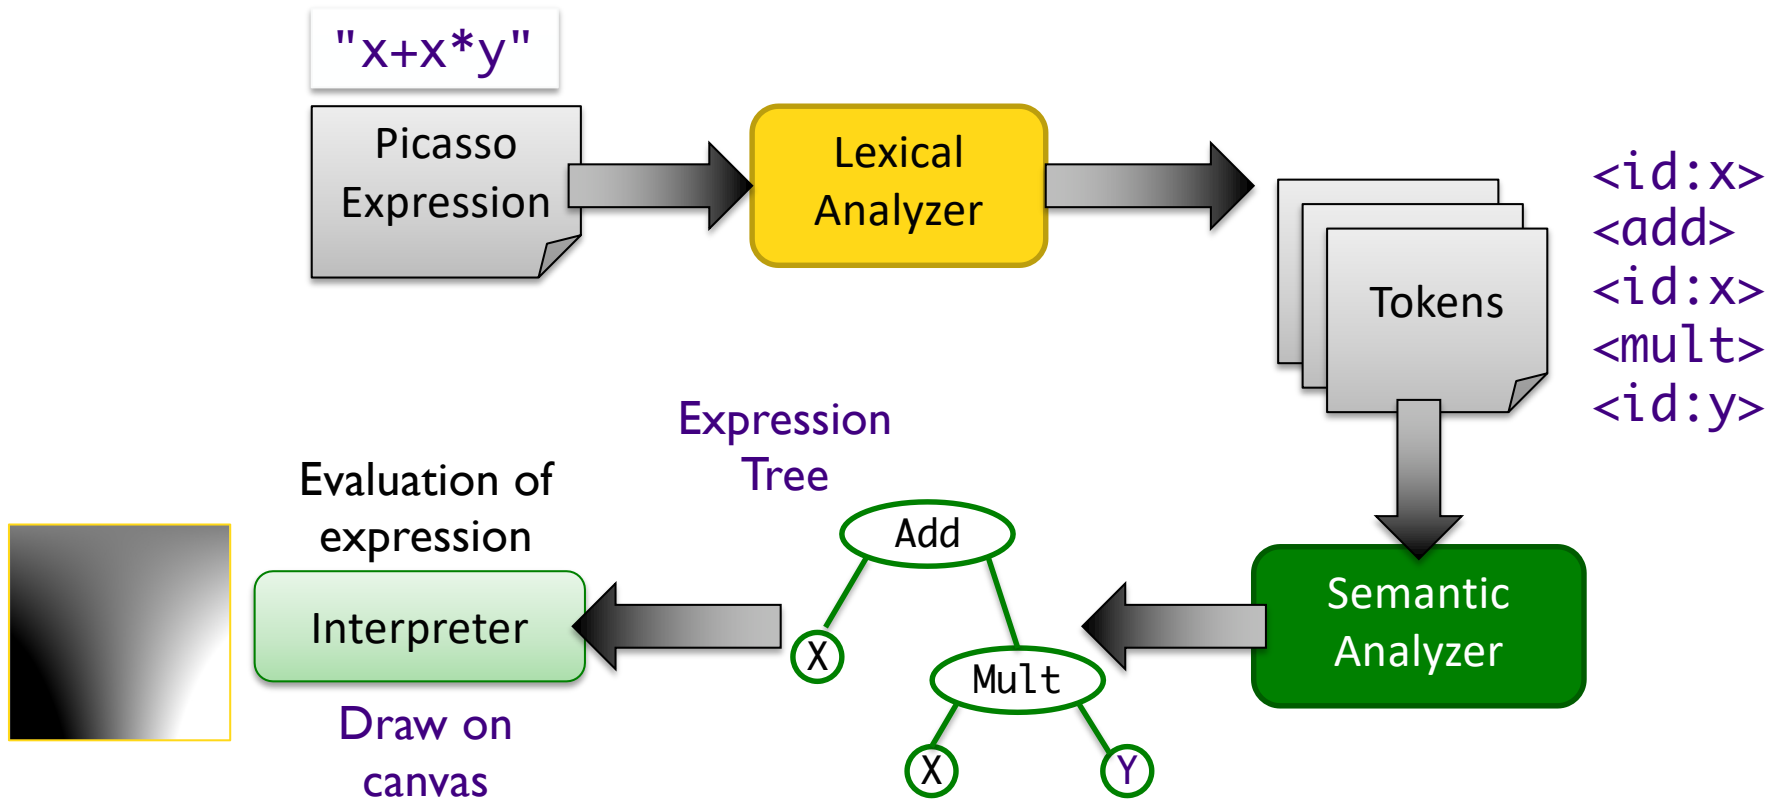 "x+x*y"
Picasso
Expression
Lexical
Analyzer
Tokens
<id:x>
<add>
<id:x>
<mult>
<id:y>
Semantic
Analyzer
Expression
Tree
Add
X
Mult
X
Y
Evaluation of
expression
Interpreter
Draw on
canvas